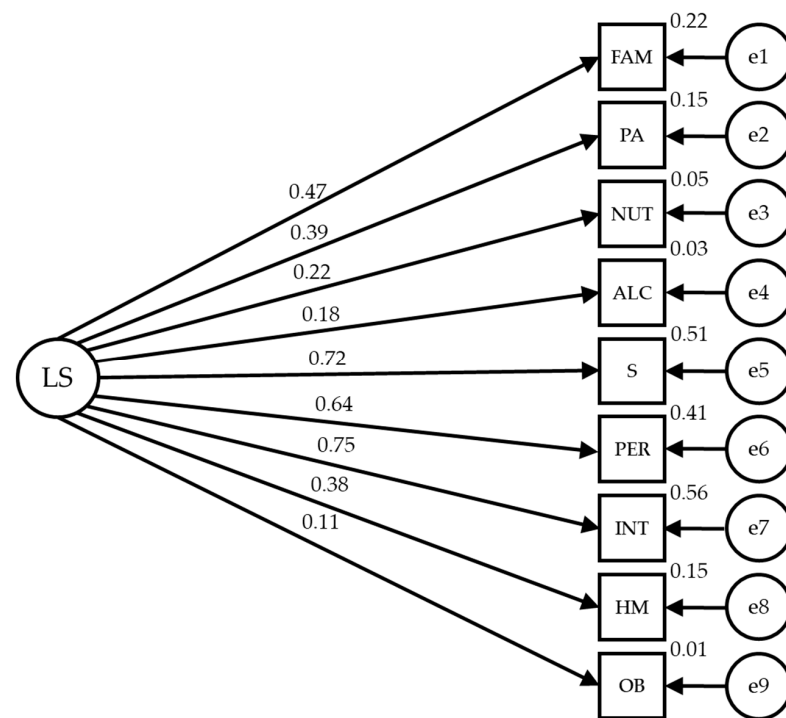 0.22
FAM
e1
0.15
PA
e2
0.47
0.05
NUT
e3
0.39
0.03
0.22
ALC
e4
0.18
0.51
0.72
LS
S
e5
0.64
0.41
PER
e6
0.75
0.38
0.56
INT
e7
0.11
0.15
HM
e8
0.01
OB
e9